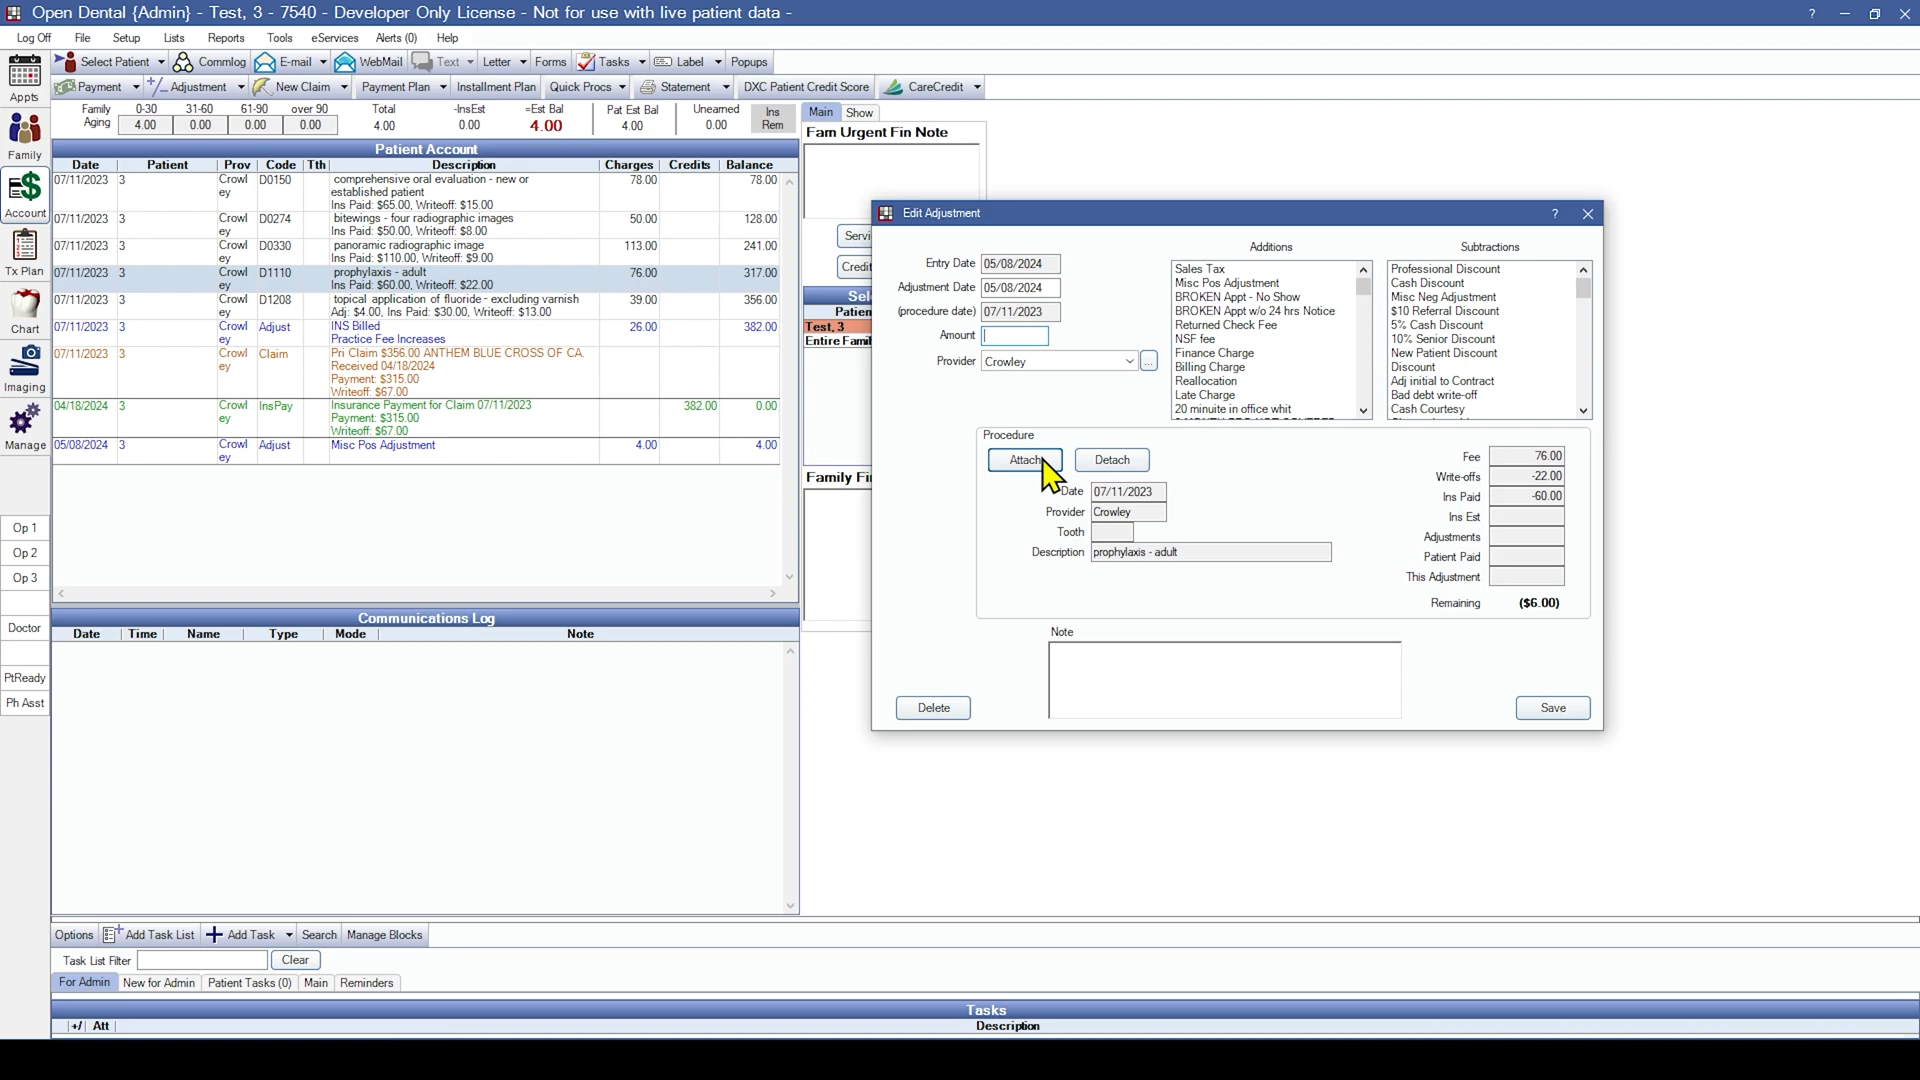 Open Dental {Admin} - Test, 3 - 7540 - Developer Only License - Not for use with live patient data -
Log Off File Setup Lists Reports Tools eServices Alerts (0) Help
Select Patient Commlog E-mail WebMail Text Letter Forms Tasks Label Popups
Payment Adjustment New Claim Payment Plan Installment Plan Quick Procs Statement DXC Patient Credit Score CareCredit
Appts
Family
Account
Tx Plan
Chart
Imaging
Manage
Op 1
Op 2
Op 3
Doctor
PtReady
Ph Asst
Family Aging 0-30 31-60 61-90 over 90 Total -InsEst =Est Bal Pat Est Bal Unearned Ins Rem
4.00 0.00 0.00 0.00 4.00 0.00 4.00 4.00 0.00
Patient Account
Date Patient Prov Code Tth Description Charges Credits Balance
07/11/2023 3 Crowl ey D0150 comprehensive oral evaluation - new or 78.00 78.00
established patient
Ins Paid: $65.00, Writeoff: $15.00
07/11/2023 3 Crowl ey D0274 bitewings - four radiographic images 50.00 128.00
Ins Paid: $50.00, Writeoff: $8.00
07/11/2023 3 Crowl ey D0330 panoramic radiographic image 113.00 241.00
Ins Paid: $110.00, Writeoff: $9.00
07/11/2023 3 Crowl ey D1110 prophylaxis - adult 76.00 317.00
Ins Paid: $60.00, Writeoff: $22.00
07/11/2023 3 Crowl ey D1208 topical application of fluoride - excluding varnish 39.00 356.00
Adj: $4.00, Ins Paid: $30.00, Writeoff: $13.00
07/11/2023 3 Crowl ey Adjust INS Billed 26.00 382.00
Practice Fee Increases
07/11/2023 3 Crowl ey Claim Pri Claim $356.00 ANTHEM BLUE CROSS OF CA.
Received 04/18/2024
Payment: $315.00
Writeoff: $67.00
04/18/2024 3 Crowl ey InsPay Insurance Payment for Claim 07/11/2023 382.00 0.00
Payment: $315.00
Writeoff: $67.00
05/08/2024 3 Crowl ey Adjust Misc Pos Adjustment 4.00 4.00
Communications Log
Date Time Name Type Mode Note
Main Show
Fam Urgent Fin Note
Servi
Credit
Sel
Patien
Test, 3
Entire Famil
Family Fi
Edit Adjustment
Entry Date 05/08/2024
Adjustment Date 05/08/2024
(procedure date) 07/11/2023
Amount
Provider Crowley ...
Additions
Sales Tax
Misc Pos Adjustment
BROKEN Appt - No Show
BROKEN Appt w/o 24 hrs Notice
Returned Check Fee
NSF fee
Finance Charge
Billing Charge
Reallocation
Late Charge
20 minuite in office whit
Subtractions
Professional Discount
Cash Discount
Misc Neg Adjustment
$10 Referral Discount
5% Cash Discount
10% Senior Discount
New Patient Discount
Discount
Adj initial to Contract
Bad debt write-off
Cash Courtesy
Procedure
Attach Detach
Date 07/11/2023
Provider Crowley
Tooth
Description prophylaxis - adult
Fee 76.00
Write-offs -22.00
Ins Paid -60.00
Ins Est
Adjustments
Patient Paid
This Adjustment
Remaining ($6.00)
Note
Delete Save
Options Add Task List Add Task Search Manage Blocks
Task List Filter Clear
For Admin New for Admin Patient Tasks (0) Main Reminders
Tasks
+/ Att Description